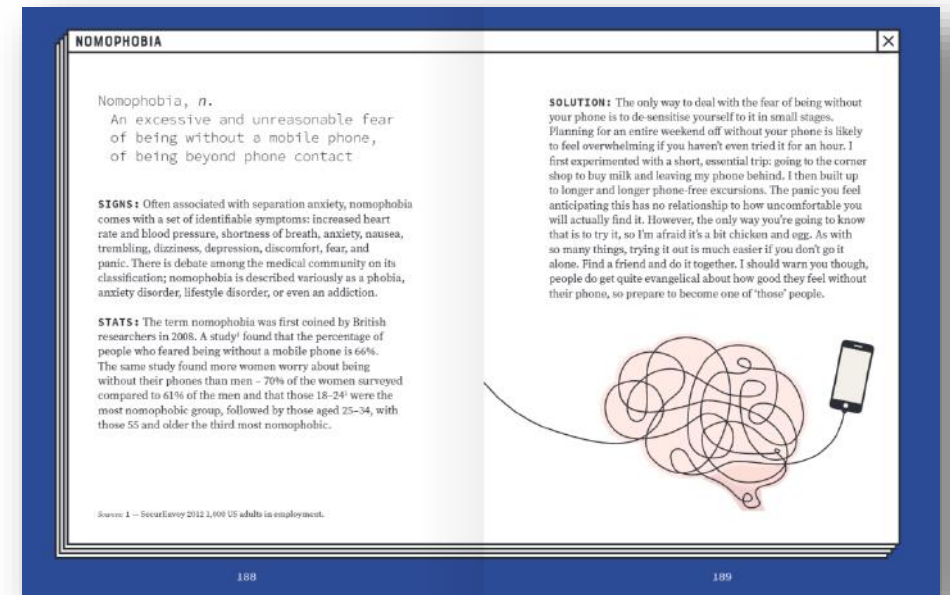 NOMOPHOBIA
Nomophobia, n.
An excessive and unreasonable fear
of being without a mobile phone,
of being beyond phone contact
SIGNS: Often associated with separation anxiety, nomophobia
comes with a set of identifiable symptoms: increased heart
rate and blood pressure, shortness of breath, anxiety, nausea,
trembling, dizziness, depression, discomfort, fear, and
panic. There is debate among the medical community on its
classification; nomophobia is described variously as a phobia,
anxiety disorder, lifestyle disorder, or even an addiction.
STATS: The term nomophobia was first coined by British
researchers in 2008. A study¹ found that the percentage of
people who feared being without a mobile phone is 66%.
The same study found more women worry about being
without their phones than men – 70% of the women surveyed
compared to 61% of the men and that those 18–24¹ were the
most nomophobic group, followed by those aged 25–34, with
those 55 and older the third most nomophobic.
Sources: 1 — SecurEnvoy 2012 1,000 US adults in employment.
188
SOLUTION: The only way to deal with the fear of being without
your phone is to de-sensitise yourself to it in small stages.
Planning for an entire weekend off without your phone is likely
to feel overwhelming if you haven't even tried it for an hour. I
first experimented with a short, essential trip: going to the corner
shop to buy milk and leaving my phone behind. I then built up
to longer and longer phone-free excursions. The panic you feel
anticipating this has no relationship to how uncomfortable you
will actually find it. However, the only way you're going to know
that is to try it, so I'm afraid it's a bit chicken and egg. As with
so many things, trying it out is much easier if you don't go it
alone. Find a friend and do it together. I should warn you though,
people do get quite evangelical about how good they feel without
their phone, so prepare to become one of 'those' people.
189